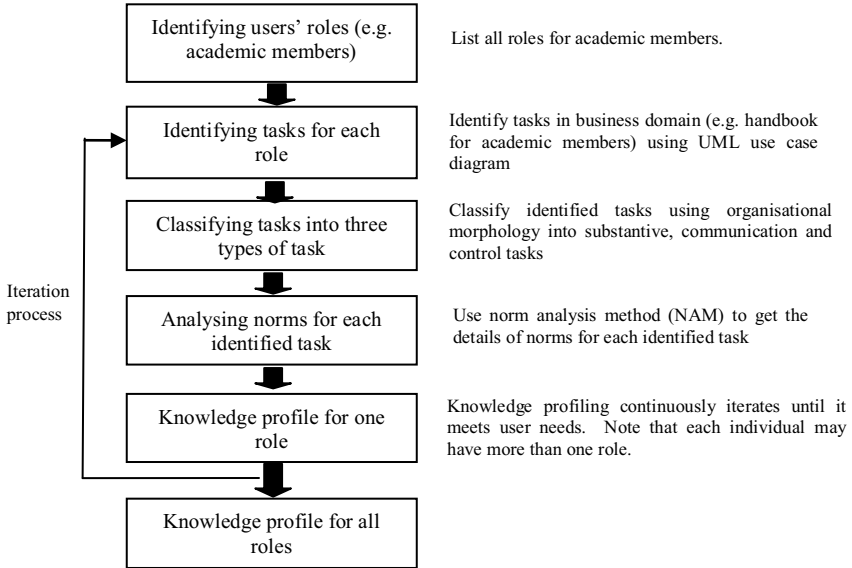 Identifying users' roles (e.g.
academic members)
List all roles for academic members.
Identifying tasks for each
role
Identify tasks in business domain (e.g. handbook
for academic members) using UML use case
diagram
Classifying tasks into three
types of task
Classify identified tasks using organisational
morphology into substantive, communication and
control tasks
Iteration
process
Analysing norms for each
identified task
Use norm analysis method (NAM) to get the
details of norms for each identified task
Knowledge profile for one
role
Knowledge profiling continuously iterates until it
meets user needs. Note that each individual may
have more than one role.
Knowledge profile for all
roles